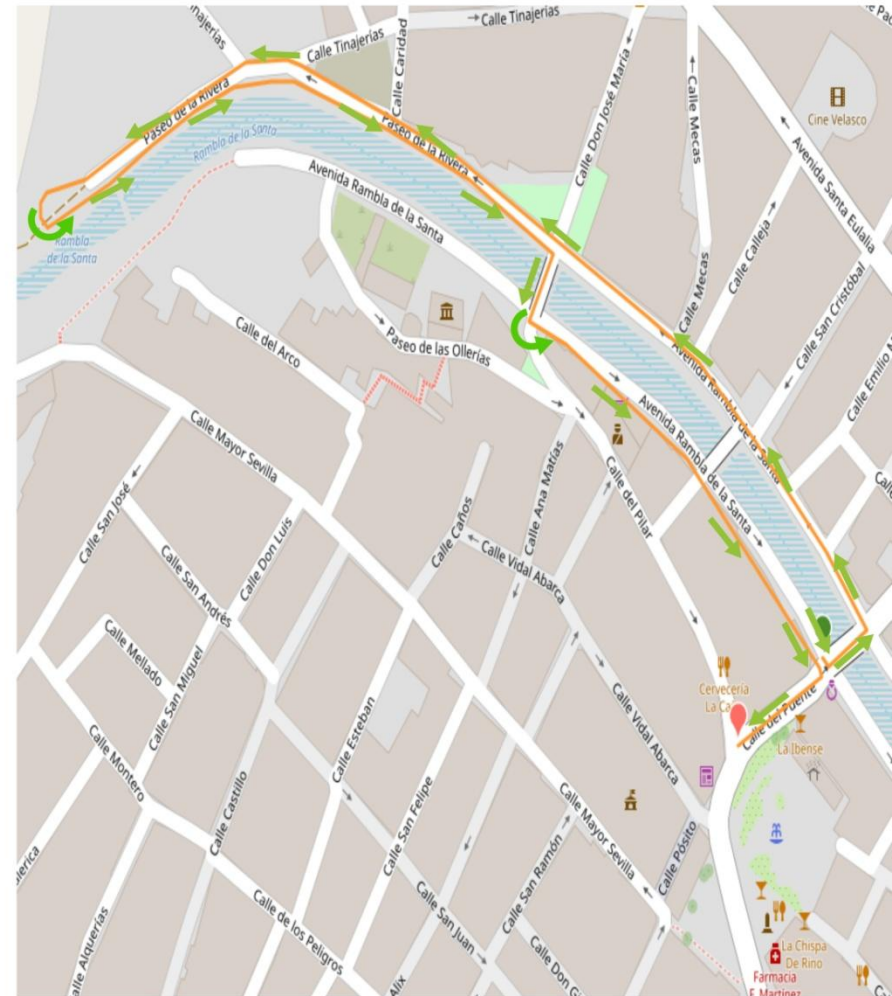 Calle Tinajerías
Calle Tinajerías
Calle Caridad
Calle Don José María
Calle Mecas
Cine Velasco
Avenida Santa Eulalia
Paseo de la Rivera
Paseo de la Rivera
Rambla de la Santa
Avenida Rambla de la Santa
Calle Mecas
Calle Calleja
Calle San Cristóbal
Rambla
de la Santa
Calle del Arco
Paseo de las Ollerías
Avenida Rambla de la Santa
Avenida Rambla de la Santa
Calle Mayor Sevilla
Calle San José
Calle Don Luis
Calle Caños
Calle Ana Matías
Calle del Pilar
Calle San Andrés
Calle Vidal Abarca
Calle Mellado
Calle San Miguel
Calle Montero
Calle Castillo
Calle Esteban
Calle San Felipe
Calle Vidal Abarca
Cervecería
La Ca
Calle del Puente
La Ibense
Calle Mayor Sevilla
Calle Pósito
Calle San Ramón
Calle San Juan
Calle de los Peligros
La Chispa
De Rino
Farmacia
F. Martínez